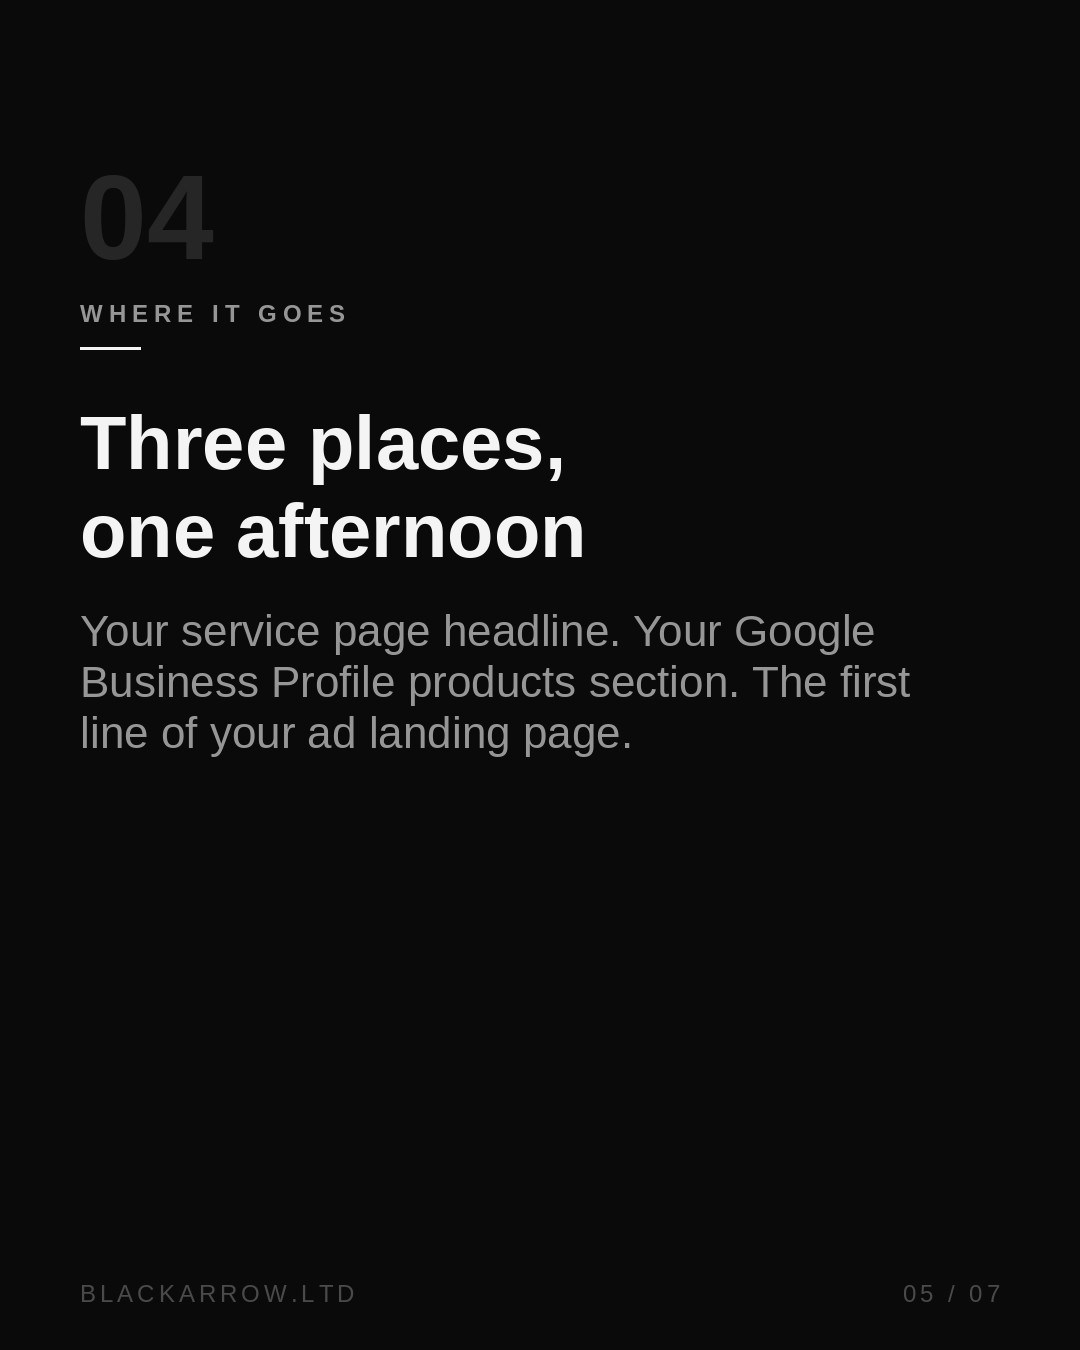 04
WHERE IT GOES
Three places,
one afternoon
Your service page headline. Your Google
Business Profile products section. The first
line of your ad landing page.
BLACKARROW.LTD
05 / 07